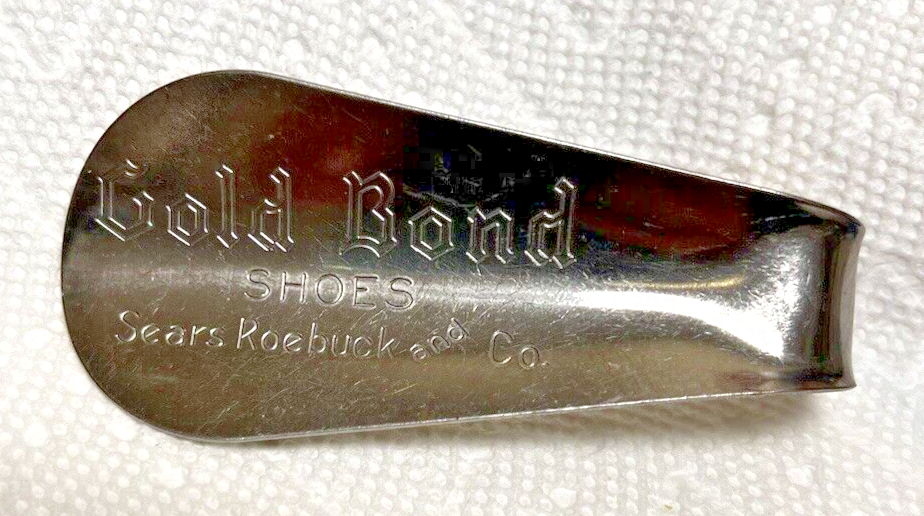 Gold Bond
SHOES
Sears Roebuck and Co.